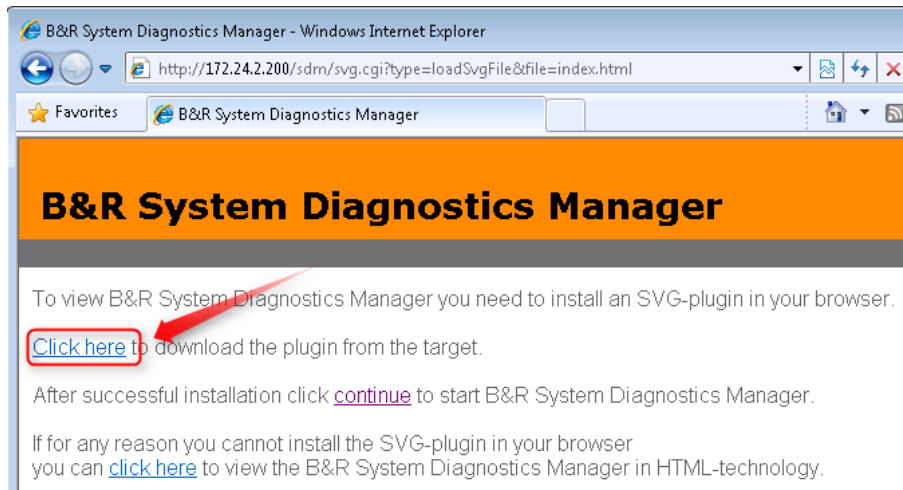 B&R System Diagnostics Manager - Windows Internet Explorer
http://172.24.2.200/sdm/svg.cgi?type=loadSvgFile&file=index.html
Favorites
B&R System Diagnostics Manager
B&R System Diagnostics Manager
To view B&R System Diagnostics Manager you need to install an SVG-plugin in your browser.
Click here to download the plugin from the target.
After successful installation click continue to start B&R System Diagnostics Manager.
If for any reason you cannot install the SVG-plugin in your browser
you can click here to view the B&R System Diagnostics Manager in HTML-technology.